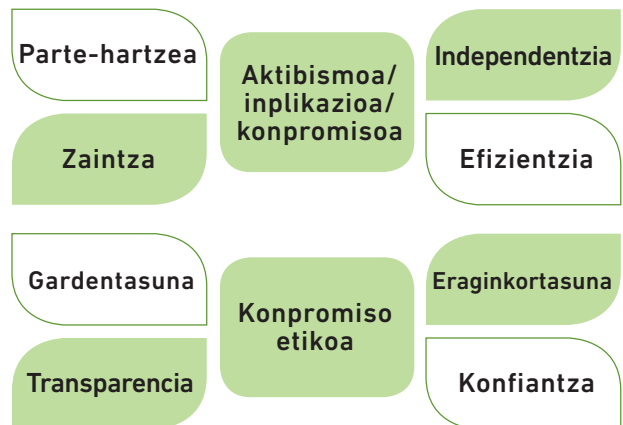 Parte-hartzea
Zaintza
Aktibismoa/
inplikazioa/
konpromisoa
Independentzia
Efizientzia
Gardentasuna
Transparencia
Konpromiso
etikoa
Eraginkortasuna
Konfiantza